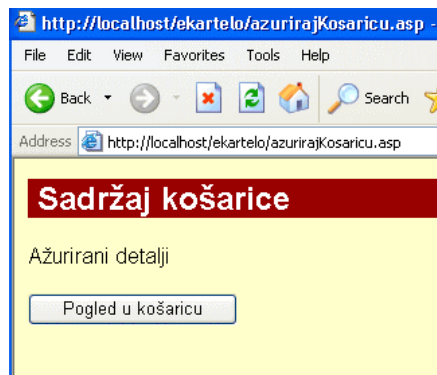 http://localhost/ekartelo/azurirajKosaricu.asp -
File Edit View Favorites Tools Help
Back Search
Address http://localhost/ekartelo/azurirajKosaricu.asp
Sadržaj košarice
Ažurirani detalji
Pogled u košaricu